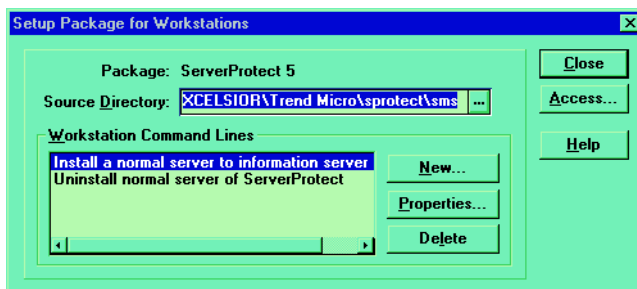 Setup Package for Workstations
Package: ServerProtect 5
Source Directory: XCELSIOR\Trend Micro\sprotect\sms ...
Workstation Command Lines
Install a normal server to information server
Uninstall normal server of ServerProtect
New...
Properties...
Delete
Close
Access...
Help